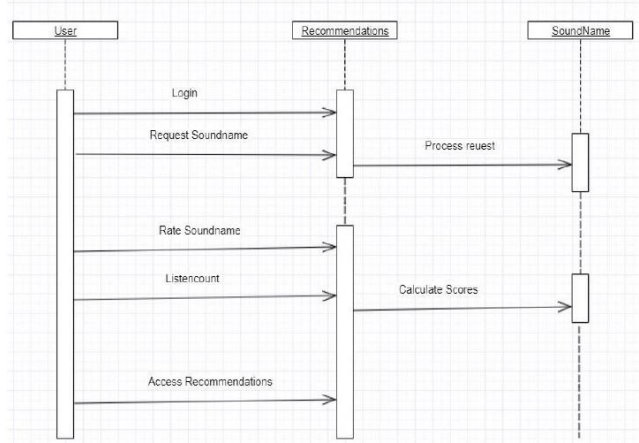 User
Recommendations
SoundName
Login
Request Soundname
Process reuest
Rate Soundname
Listencount
Calculate Scores
Access Recommendations